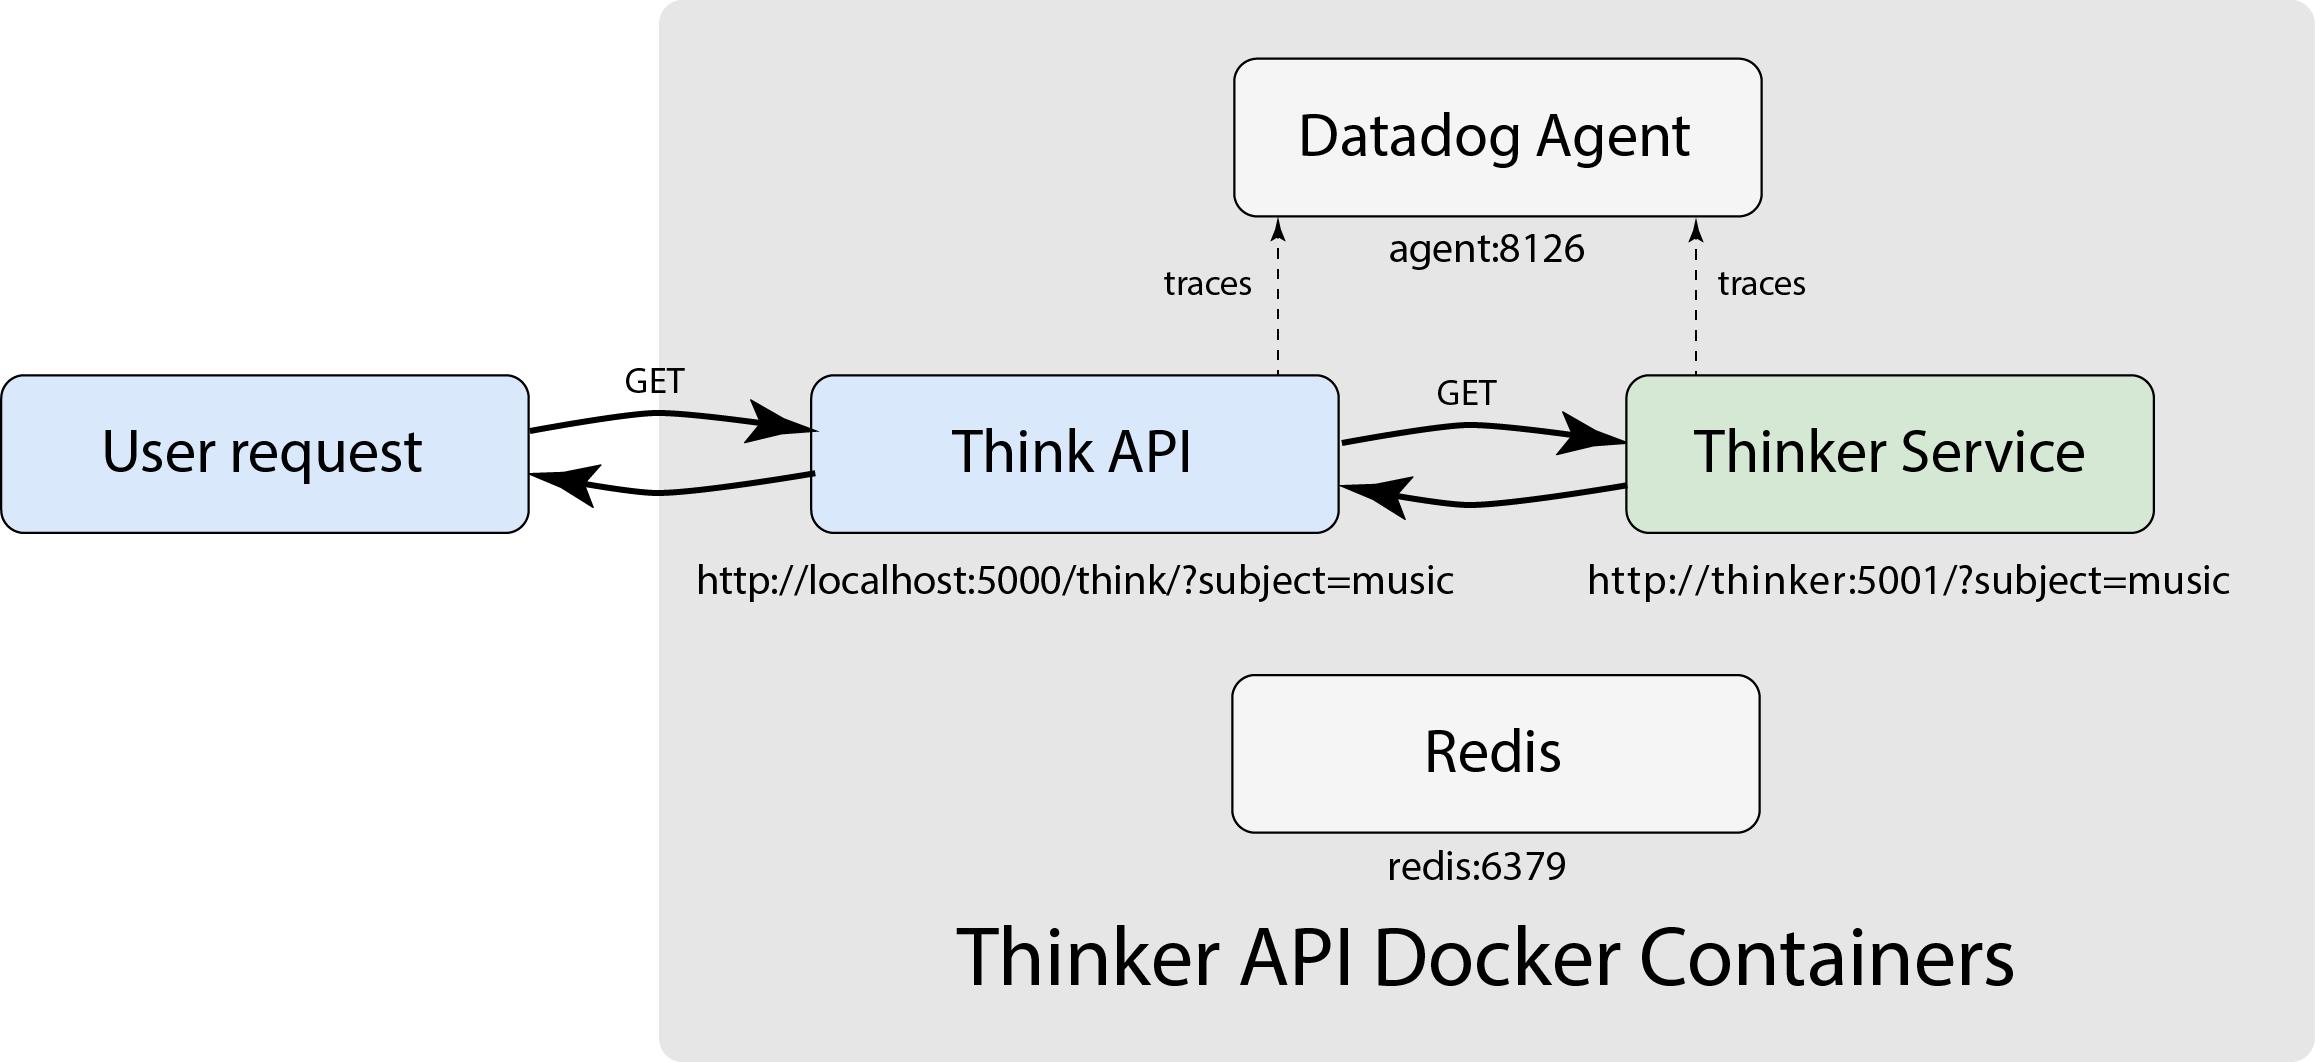 Datadog Agent
agent:8126
traces
traces
GET
GET
User request
Think API
Thinker Service
http://localhost:5000/think/?subject=music
http://thinker:5001/?subject=music
Redis
redis:6379
Thinker API Docker Containers